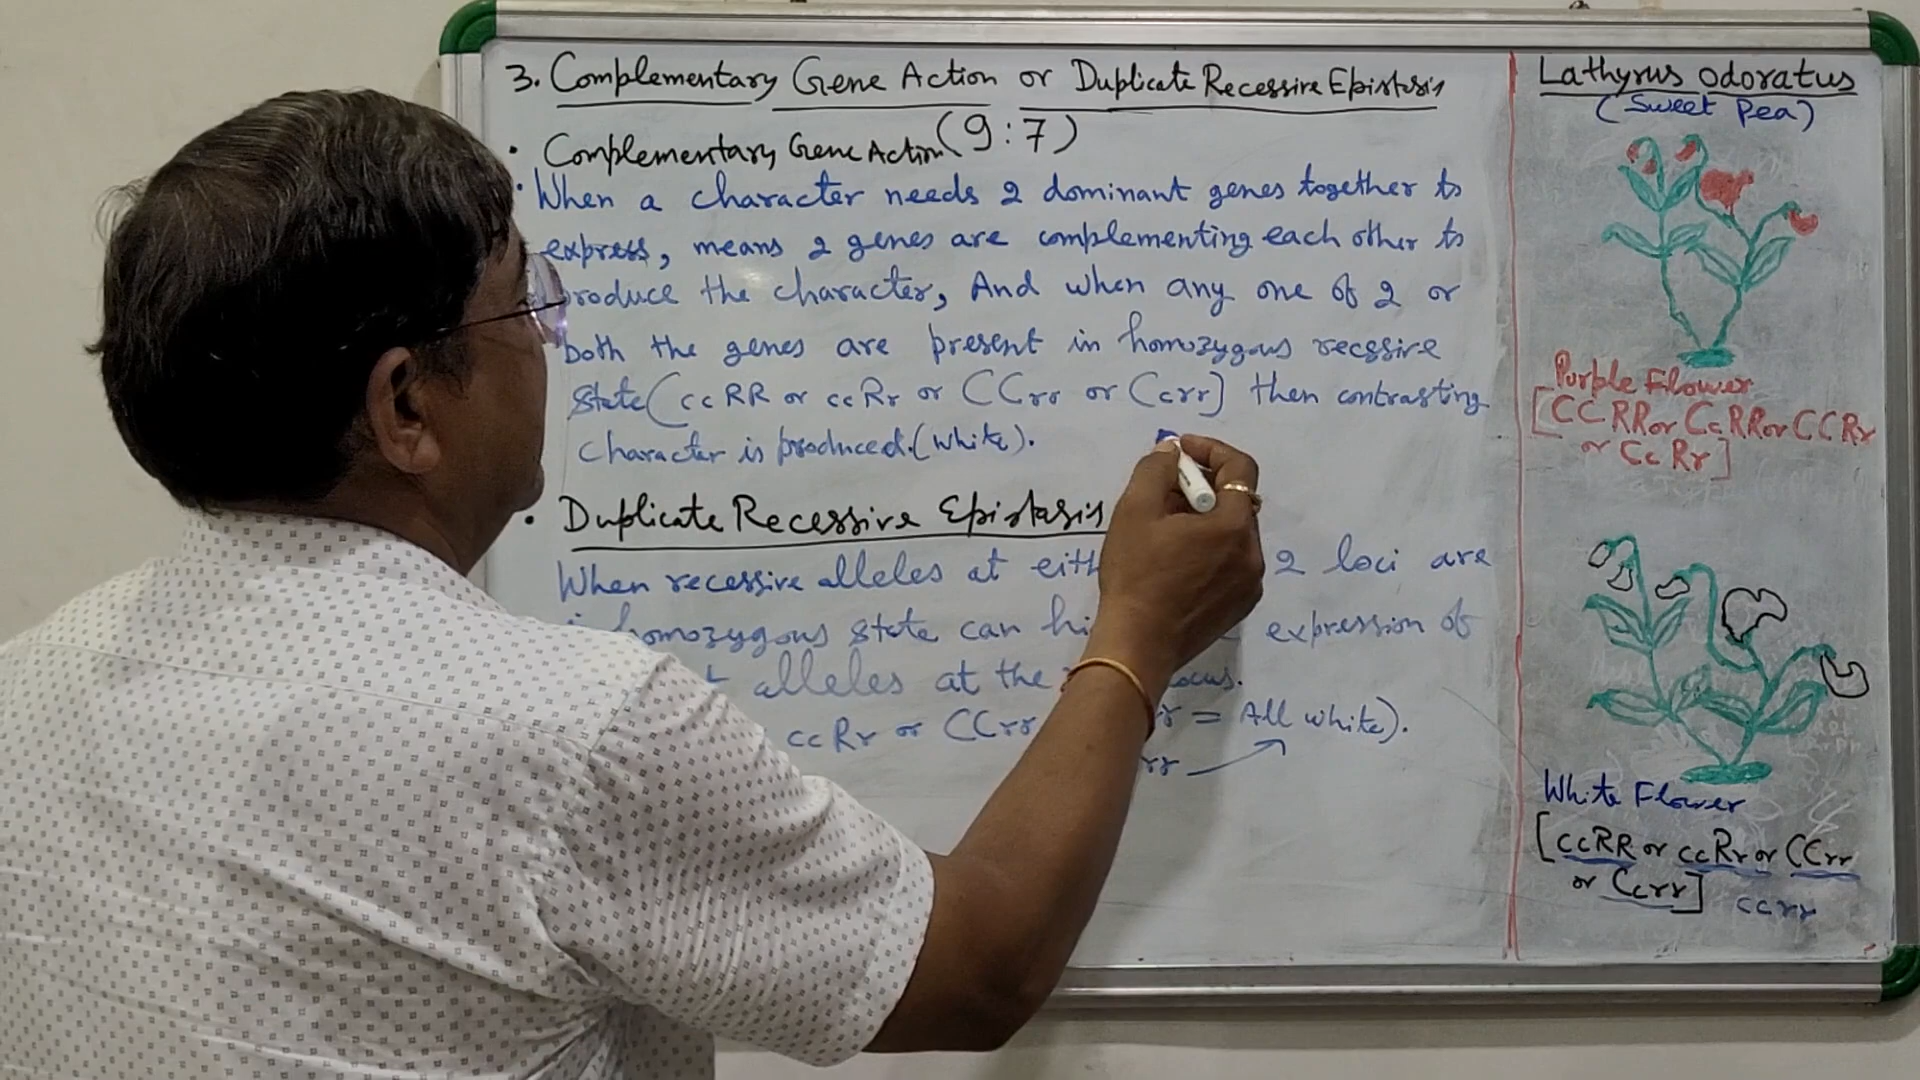 3. Complementary Gene Action or Duplicate Recessive Epistasis
• Complementary Gene Action (9:7)
• When a character needs 2 dominant genes together to
express, means 2 genes are complementing each other to
produce the character, And when any one of 2 or
both the genes are present in homozygous recssive
state (ccRR or ccRr or CCrr or Ccrr] then contrasting
character is produced. (white).
• Duplicate Recessive Epistasis
When recessive alleles at 2 loci are
homozygous state can expression of
alleles at the
ccRr or CCrr = All white).
rr
Lathyrus odoratus
(Sweet Pea)
Purple Flower
[CCRR or CcRR or CCRr
or CcRr]
White Flower
[ccRR or ccRr or CCrr
or Ccrr] ccrr